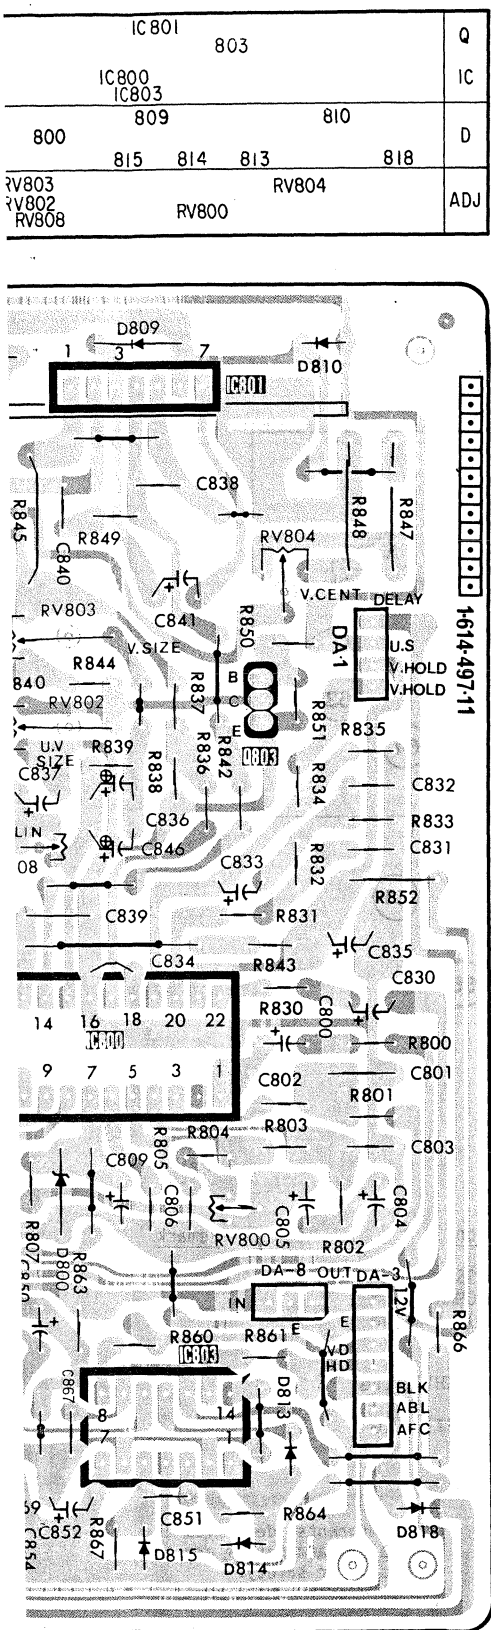 IC801
803
Q
IC800
IC803
IC
809 810
800
D
815 814 813 818
RV803 RV804
RV802
RV808 RV800
ADJ
D809
1 3 7
D810
IC801
C838
R845
C840
R849
RV804
R848
R847
1-614-497-11
RV803
C841
V.SIZE
R850
V.CENT
DELAY
DA-1
U.S
V.HOLD
V.HOLD
R844
840
RV802
R837
B
C
E
Q803
R851
R835
U.V
SIZE
R839
C837
R838
R836
R842
R834
C832
R833
C836
C846
LIN
08
C833
R832
C831
R852
C839
R831
C834
R843
C835
C830
14 16 18 20 22
IC800
9 7 5 3 1
R830
C800
R800
C801
C802
R801
R803
C803
R804
R805
C809
C806
RV800
C805
R802
C804
R807
D800
R863
C850
DA-8
OUT
DA-3
12V
IN
E
E
R866
R860
R861
IC803
VD
HD
C867
8 14
7 1
D813
BLK
ABL
AFC
C852
R867
C851
R864
C854
D815
D814
D818